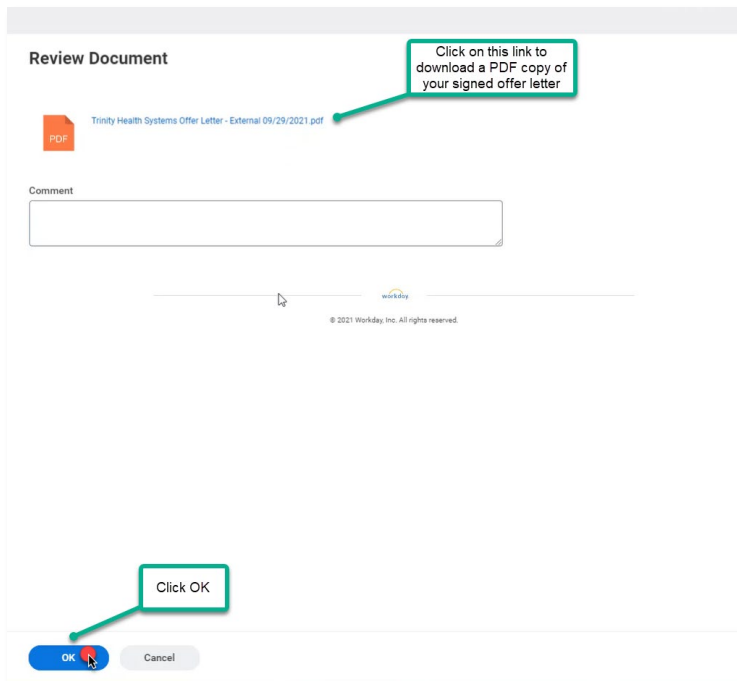 Review Document
Click on this link to
download a PDF copy of
your signed offer letter
PDF
Trinity Health Systems Offer Letter - External 09/29/2021.pdf
Comment
workday
© 2021 Workday, Inc. All rights reserved.
Click OK
OK
Cancel